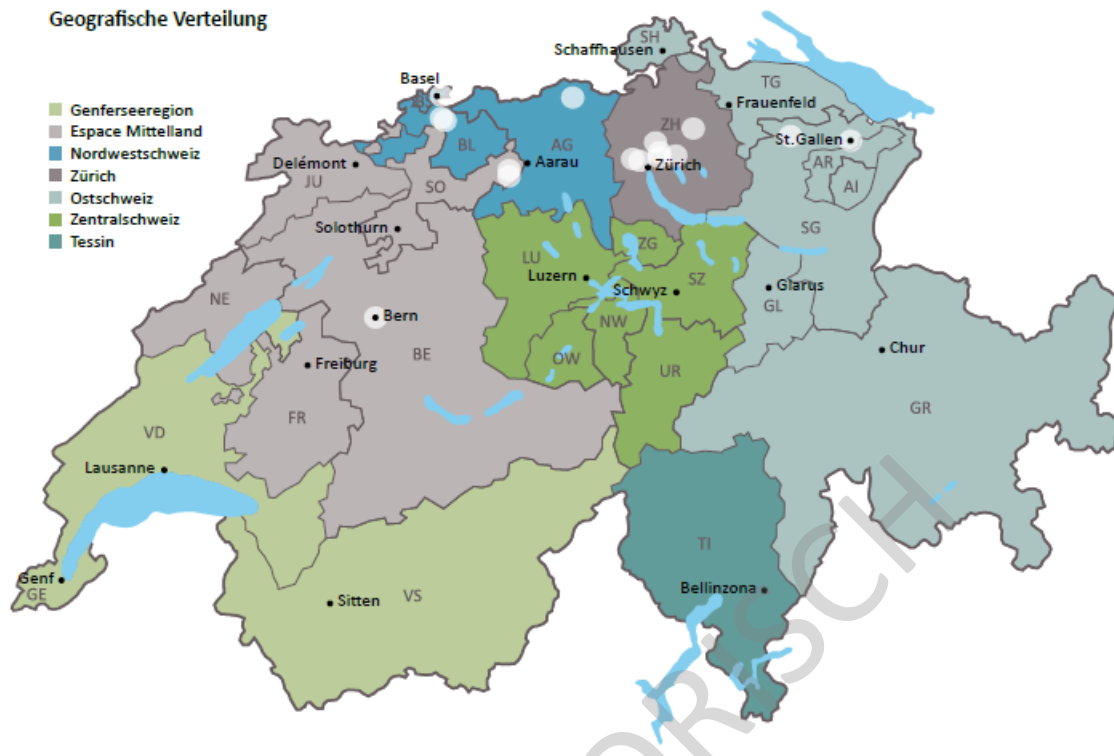 Geografische Verteilung
Genferseeregion
Espace Mittelland
Nordwestschweiz
Zürich
Ostschweiz
Zentralschweiz
Tessin
SH
Schaffhausen
Basel
BS
TG
Frauenfeld
ZH
AG
BL
St.Gallen
Delémont
Aarau
Zürich
AR
JU
SO
AI
Solothurn
SG
ZG
LU
Luzern
SZ
Schwyz
Glarus
NE
GL
Bern
NW
BE
Chur
OW
Freiburg
UR
GR
FR
VD
Lausanne
TI
Genf
GE
Bellinzona
VS
Sitten